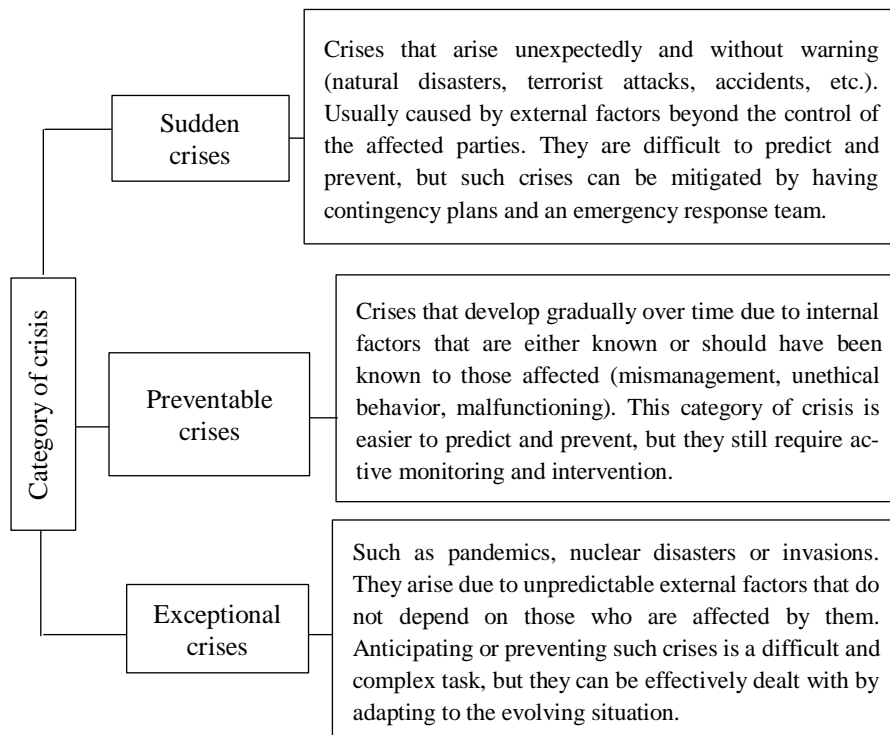 Category of crisis
Sudden
crises
Crises that arise unexpectedly and without warning
(natural disasters, terrorist attacks, accidents, etc.).
Usually caused by external factors beyond the control of
the affected parties. They are difficult to predict and
prevent, but such crises can be mitigated by having
contingency plans and an emergency response team.
Preventable
crises
Crises that develop gradually over time due to internal
factors that are either known or should have been
known to those affected (mismanagement, unethical
behavior, malfunctioning). This category of crisis is
easier to predict and prevent, but they still require ac-
tive monitoring and intervention.
Exceptional
crises
Such as pandemics, nuclear disasters or invasions.
They arise due to unpredictable external factors that do
not depend on those who are affected by them.
Anticipating or preventing such crises is a difficult and
complex task, but they can be effectively dealt with by
adapting to the evolving situation.